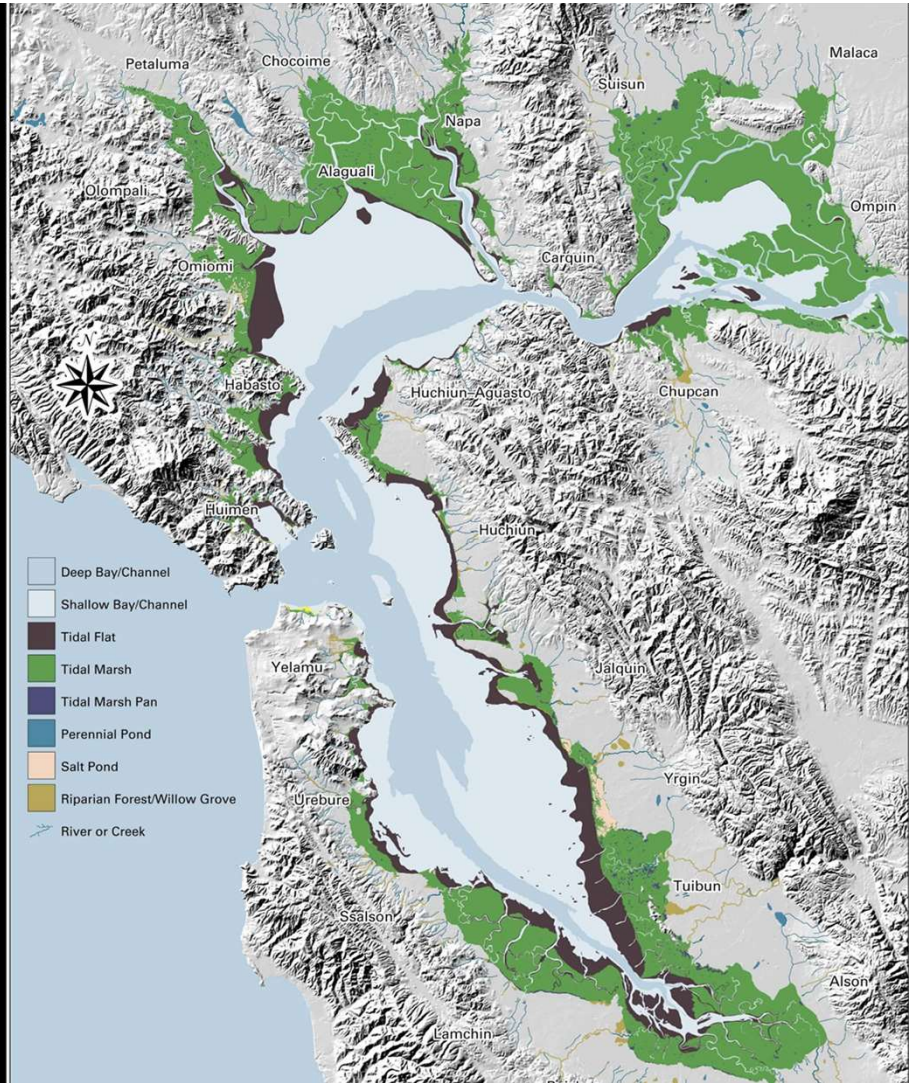 Malaca
Chocoime
Petaluma
Suisun
Napa
Alaguali
Olompali
Ompin
Carquin
Omiomi
N
Habasto
Huchiun-Aguasto
Chupcan
Huimen
Huchiun
Deep Bay/Channel
Shallow Bay/Channel
Tidal Flat
Tidal Marsh
Tidal Marsh Pan
Perennial Pond
Salt Pond
Riparian Forest/Willow Grove
River or Creek
Yelamu
Jalquin
Yrgin
Urebure
Tuibun
Ssalson
Alson
Lamchin